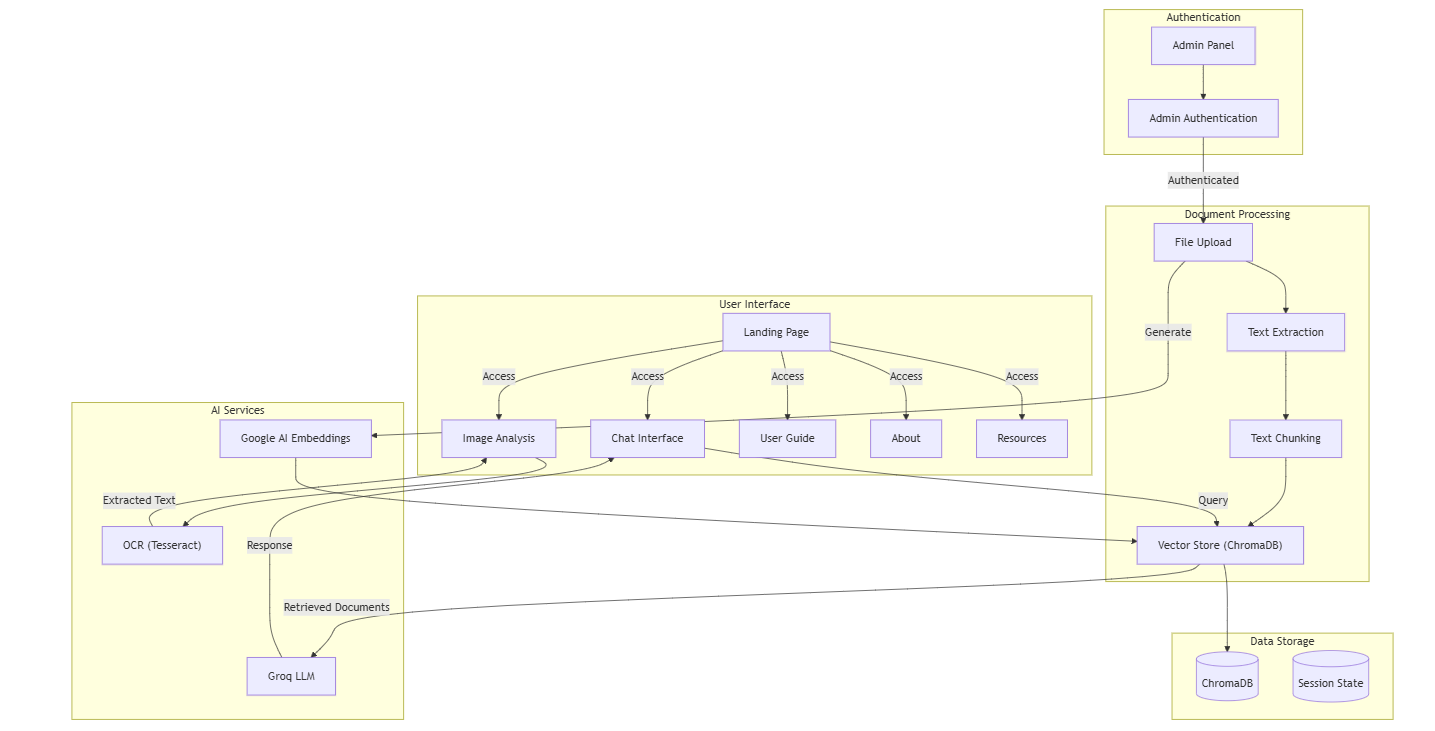 Authentication
Admin Panel
Admin Authentication
Authenticated
Document Processing
File Upload
User Interface
Landing Page
Generate
Text Extraction
Access
Access
Access
Access
Access
AI Services
Google AI Embeddings
Image Analysis
Chat Interface
User Guide
About
Resources
Text Chunking
Extracted Text
Query
OCR (Tesseract)
Response
Vector Store (ChromaDB)
Retrieved Documents
Data Storage
Groq LLM
ChromaDB
Session State